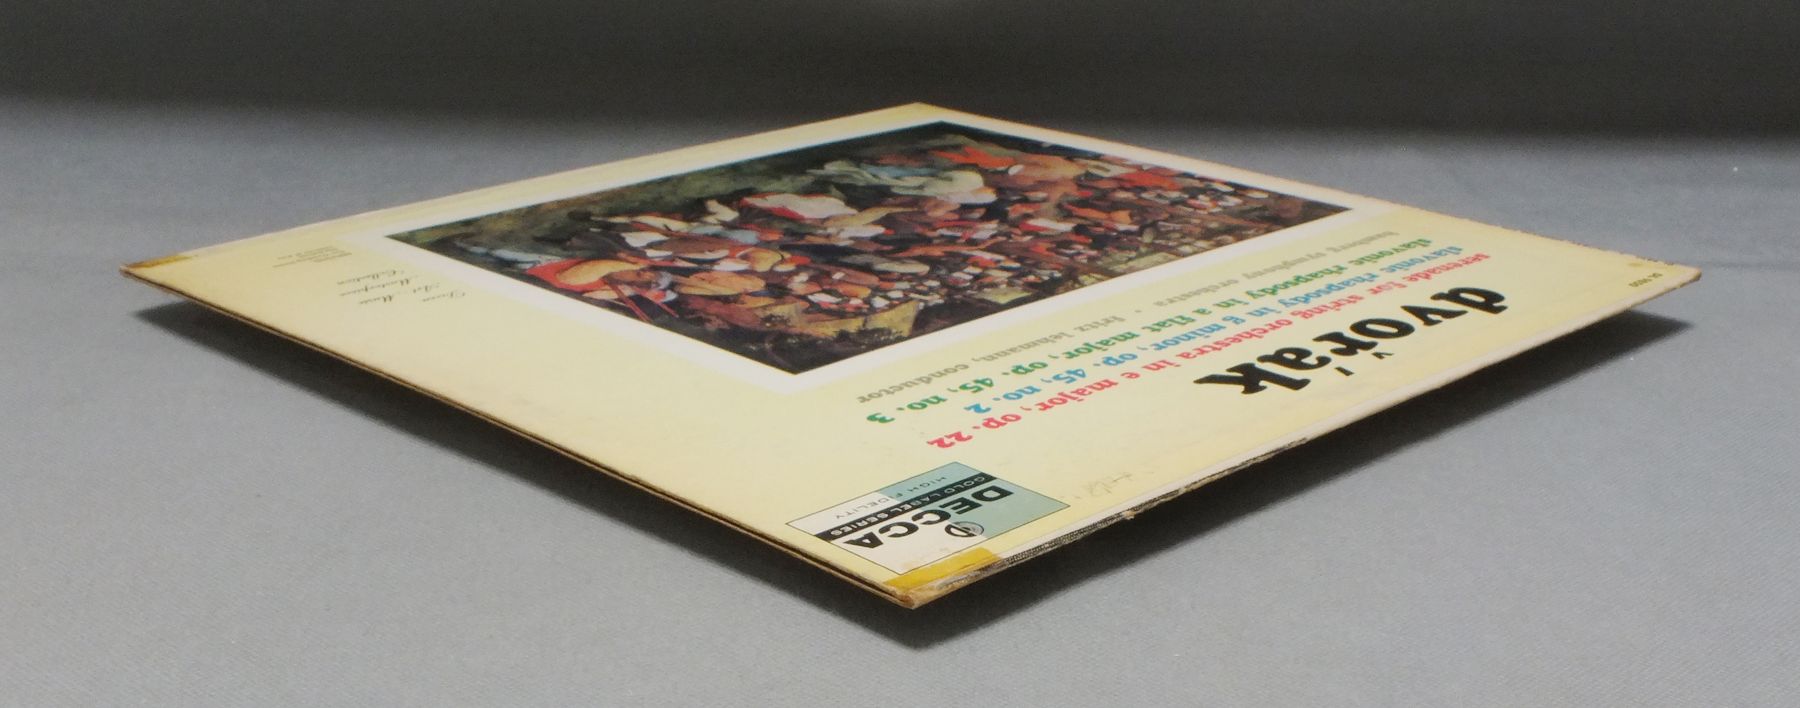 dvořák
serenade for string orchestra in e major, op. 22
slavonic rhapsody in g minor, op. 45, no. 2
slavonic rhapsody in a flat major, op. 45, no. 3
bamberg symphony orchestra • fritz lehmann, conductor
DECCA
GOLD LABEL SERIES
HIGH FIDELITY